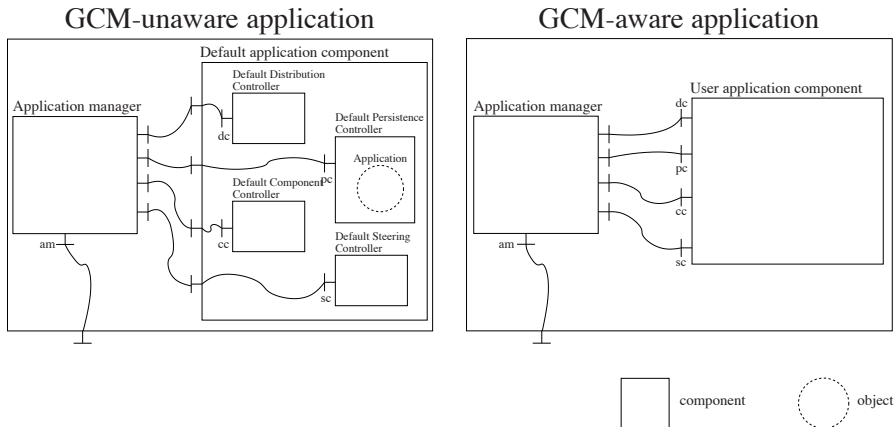 GCM-unaware application
Default application component
Default Distribution
Controller
Application manager
dc
Default Persistence
Controller
Application
pc
Default Component
Controller
cc
Default Steering
Controller
am
sc
GCM-aware application
User application component
Application manager
dc
pc
cc
am
sc
component
object